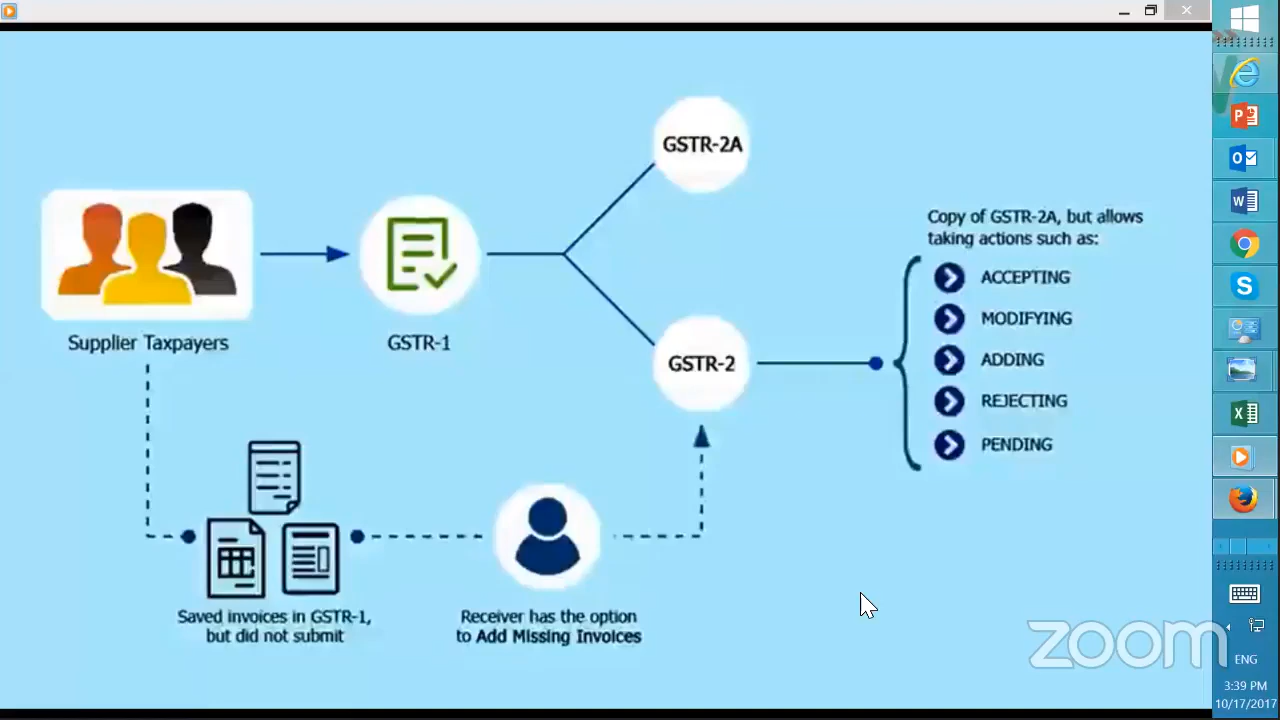 GSTR-2A
Copy of GSTR-2A, but allows
taking actions such as:
ACCEPTING
MODIFYING
Supplier Taxpayers
GSTR-1
GSTR-2
ADDING
REJECTING
PENDING
Saved invoices in GSTR-1,
but did not submit
Receiver has the option
to Add Missing Invoices
zoom
ENG
3:39 PM
10/17/2017